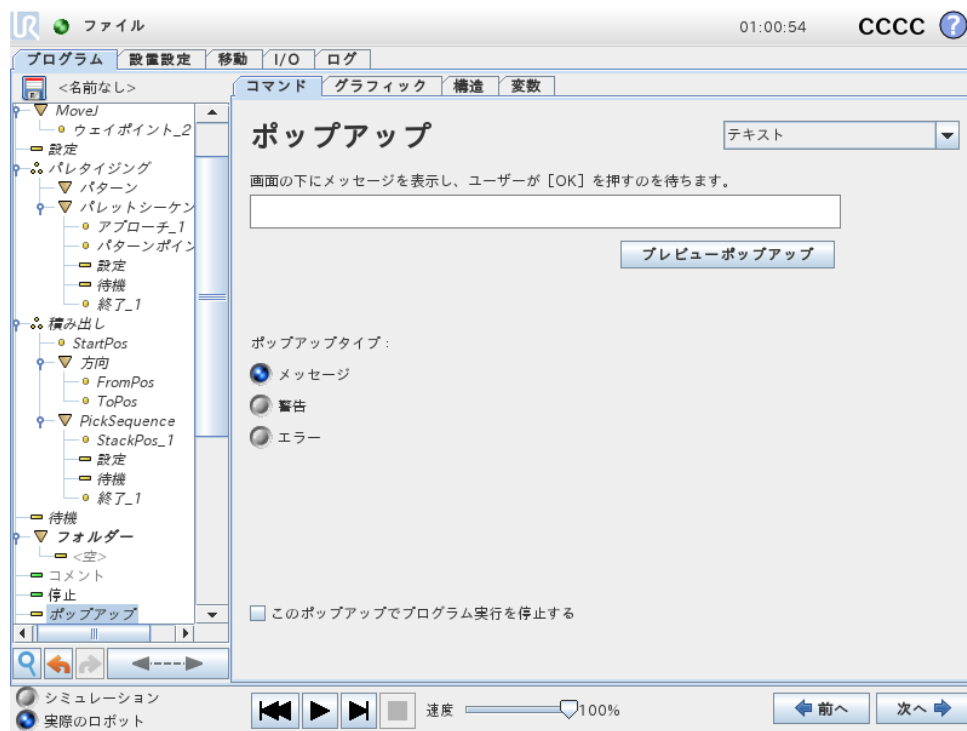 UR ファイル 01:00:54 CCCC ?
プログラム 設置設定 移動 I/O ログ
<名前なし>
コマンド グラフィック 構造 変数
MoveJ
ウェイポイント_2
設定
パレタイジング
パターン
パレットシーケン
アプローチ_1
パターンポイン
設定
待機
終了_1
積み出し
StartPos
方向
FromPos
ToPos
PickSequence
StackPos_1
設定
待機
終了_1
待機
フォルダー
<空>
コメント
停止
ポップアップ
ポップアップ
テキスト
画面の下にメッセージを表示し、ユーザーが［OK］を押すのを待ちます。
プレビューポップアップ
ポップアップタイプ：
メッセージ
警告
エラー
このポップアップでプログラム実行を停止する
シミュレーション
実際のロボット
速度 100%
前へ 次へ